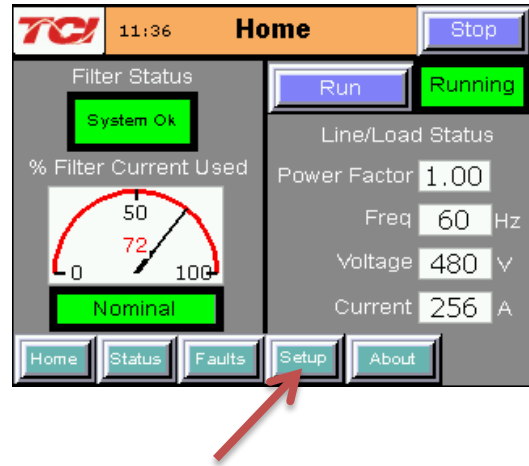 TCI 11:36 Home Stop
Filter Status
System Ok
% Filter Current Used
50
72
0 100
Nominal
Run Running
Line/Load Status
Power Factor 1.00
Freq 60 Hz
Voltage 480 V
Current 256 A
Home Status Faults Setup About